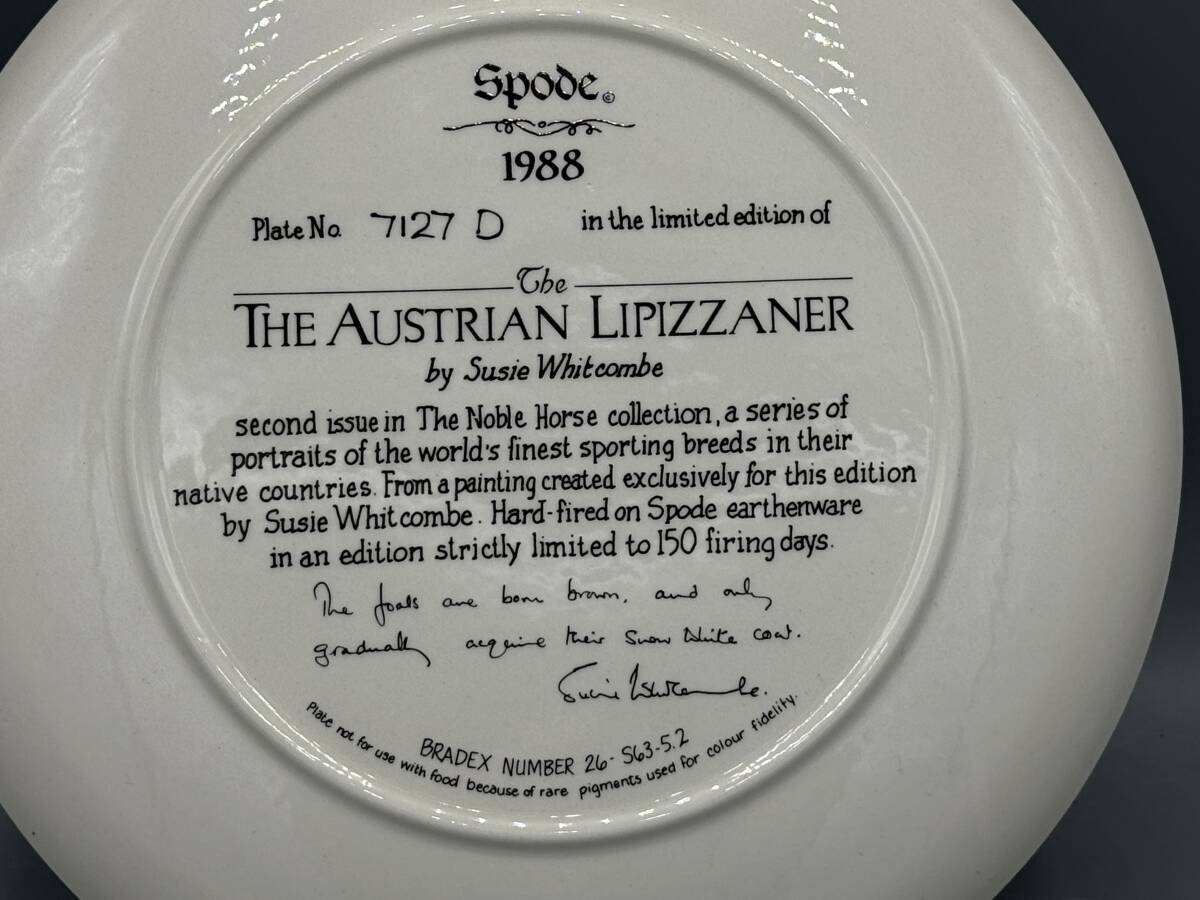 Spode ©
1988
Plate No. 7127 D in the limited edition of
The
THE AUSTRIAN LIPIZZANER
by Susie Whitcombe
second issue in The Noble Horse collection, a series of
portraits of the world's finest sporting breeds in their
native countries. From a painting created exclusively for this edition
by Susie Whitcombe. Hard-fired on Spode earthenware
in an edition strictly limited to 150 firing days.
The foals are born brown, and only
gradually acquire their snow white coat.
Susie Whitcombe.
BRADEX NUMBER 26-S63-5.2
Plate not for use with food because of rare pigments used for colour fidelity.